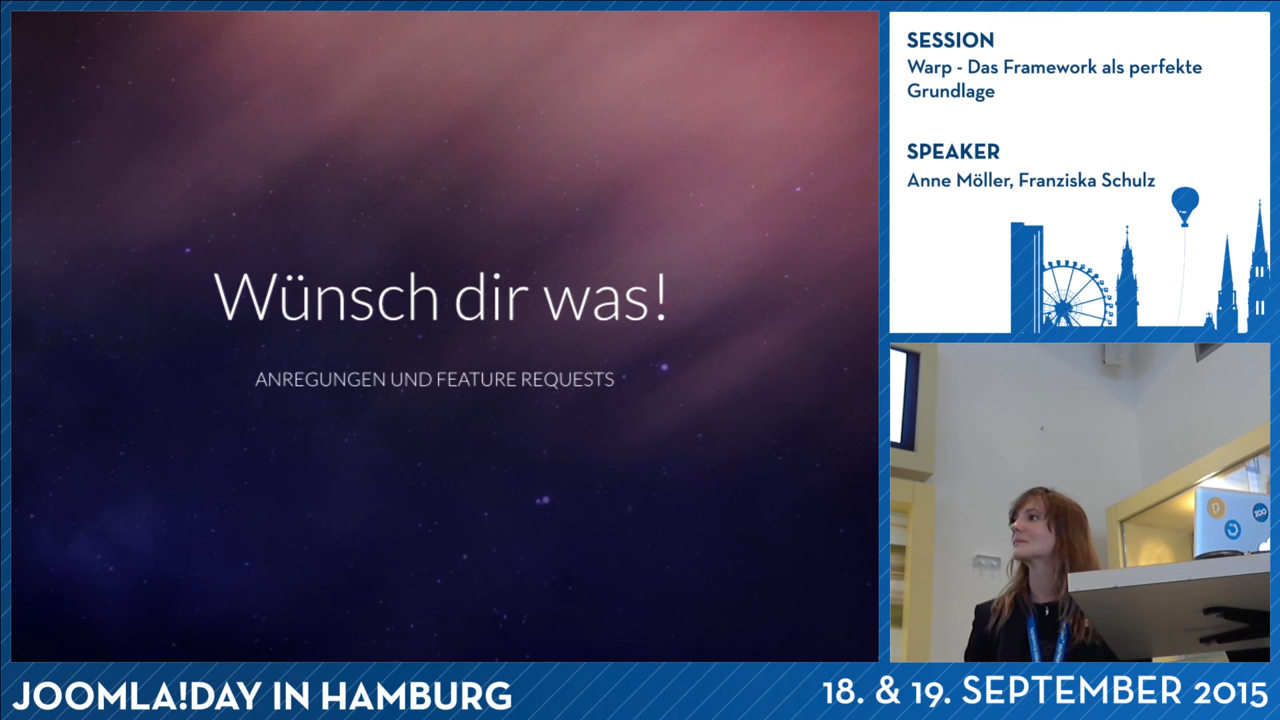 Wünsch dir was!
ANREGUNGEN UND FEATURE REQUESTS
SESSION
Warp - Das Framework als perfekte
Grundlage
SPEAKER
Anne Möller, Franziska Schulz
ZOO
JOOMLA!DAY IN HAMBURG
18. & 19. SEPTEMBER 2015